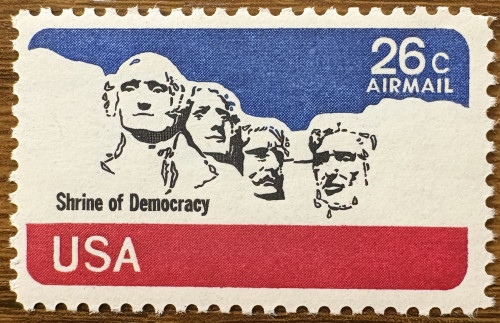 26c
AIRMAIL
Shrine of Democracy
USA